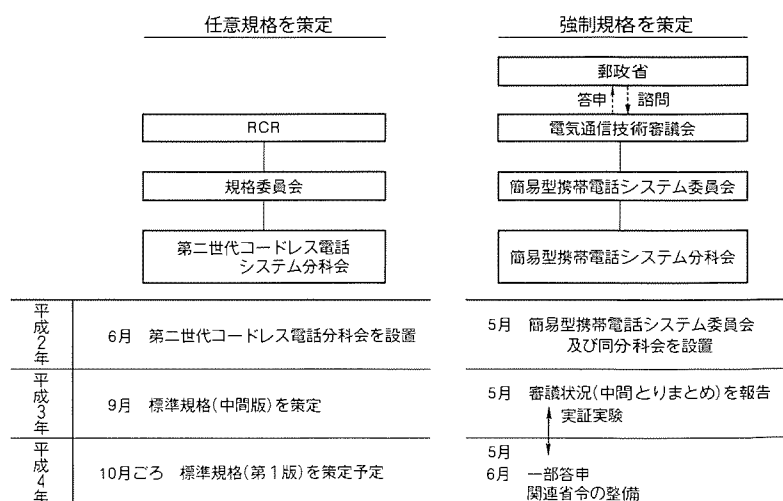 任意規格を策定
強制規格を策定
郵政省
答申
諮問
RCR
電気通信技術審議会
規格委員会
簡易型携帯電話システム委員会
第二世代コードレス電話
システム分科会
簡易型携帯電話システム分科会
平成2年
6月 第二世代コードレス電話分科会を設置
5月 簡易型携帯電話システム委員会
及び同分科会を設置
平成3年
9月 標準規格(中間版)を策定
5月 審議状況(中間とりまとめ)を報告
実証実験
平成4年
10月ごろ 標準規格(第1版)を策定予定
5月
6月 一部答申
関連省令の整備